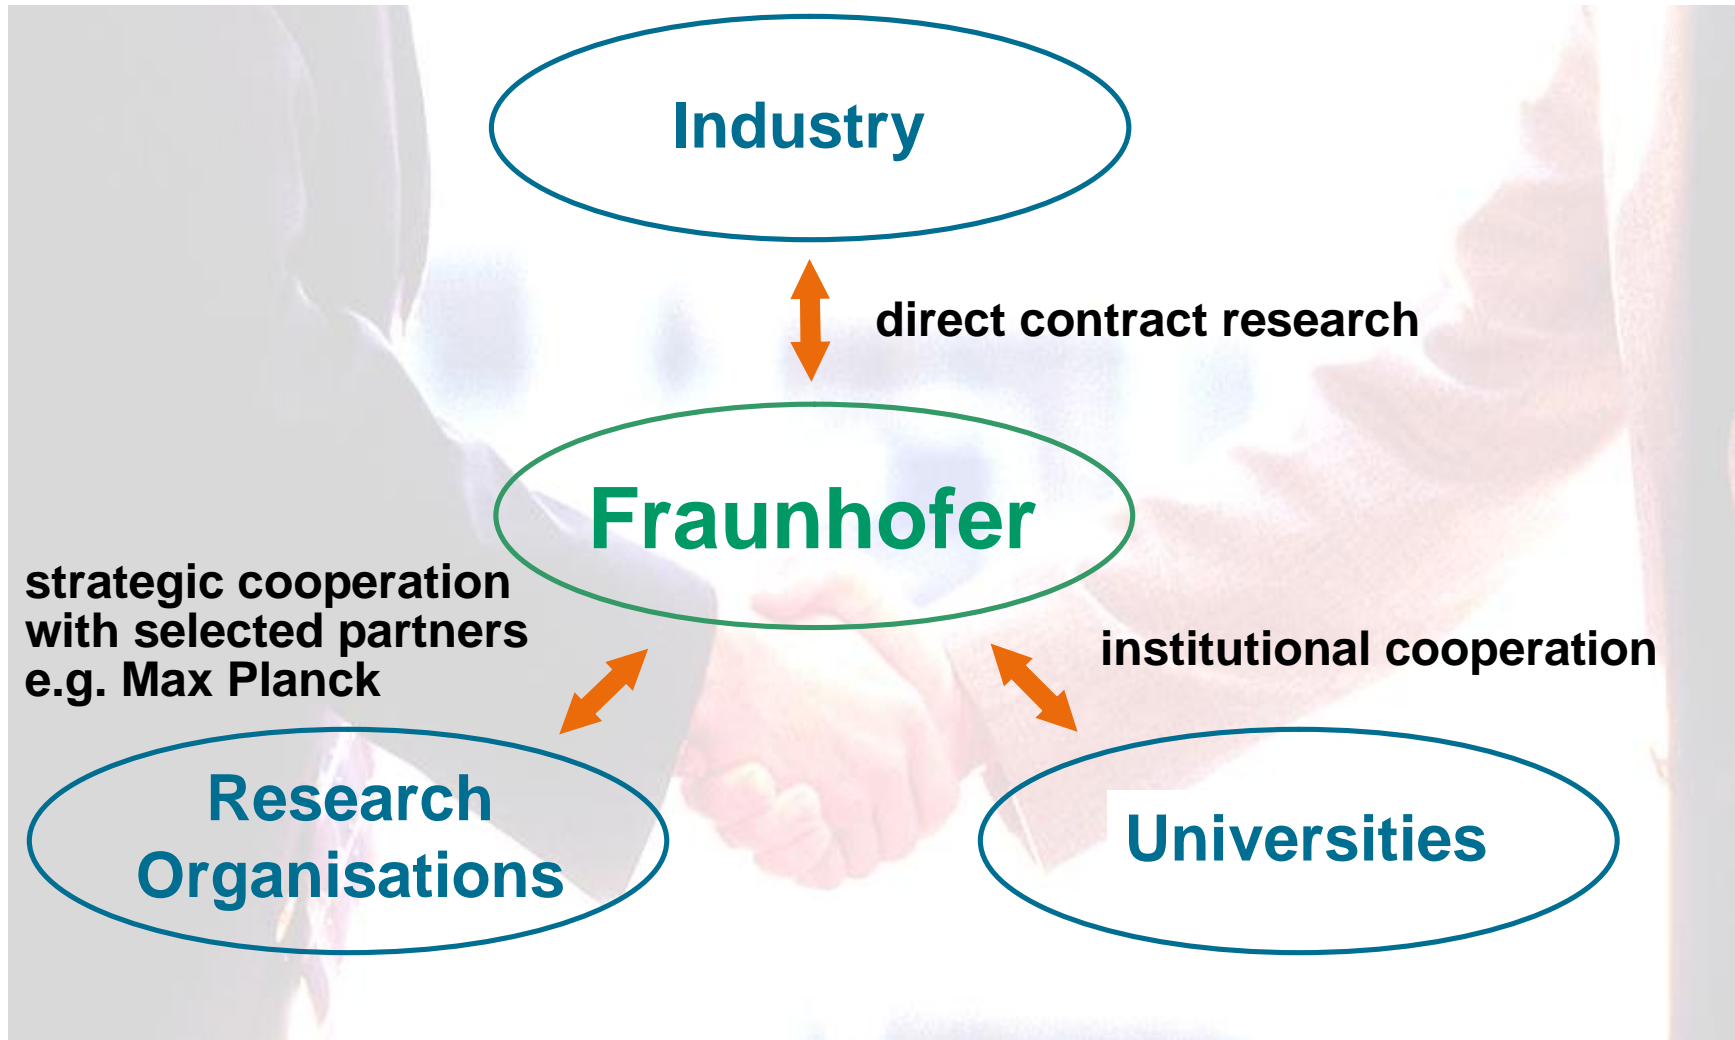 Industry
direct contract research
Fraunhofer
strategic cooperation
with selected partners
e.g. Max Planck
institutional cooperation
Research
Organisations
Universities